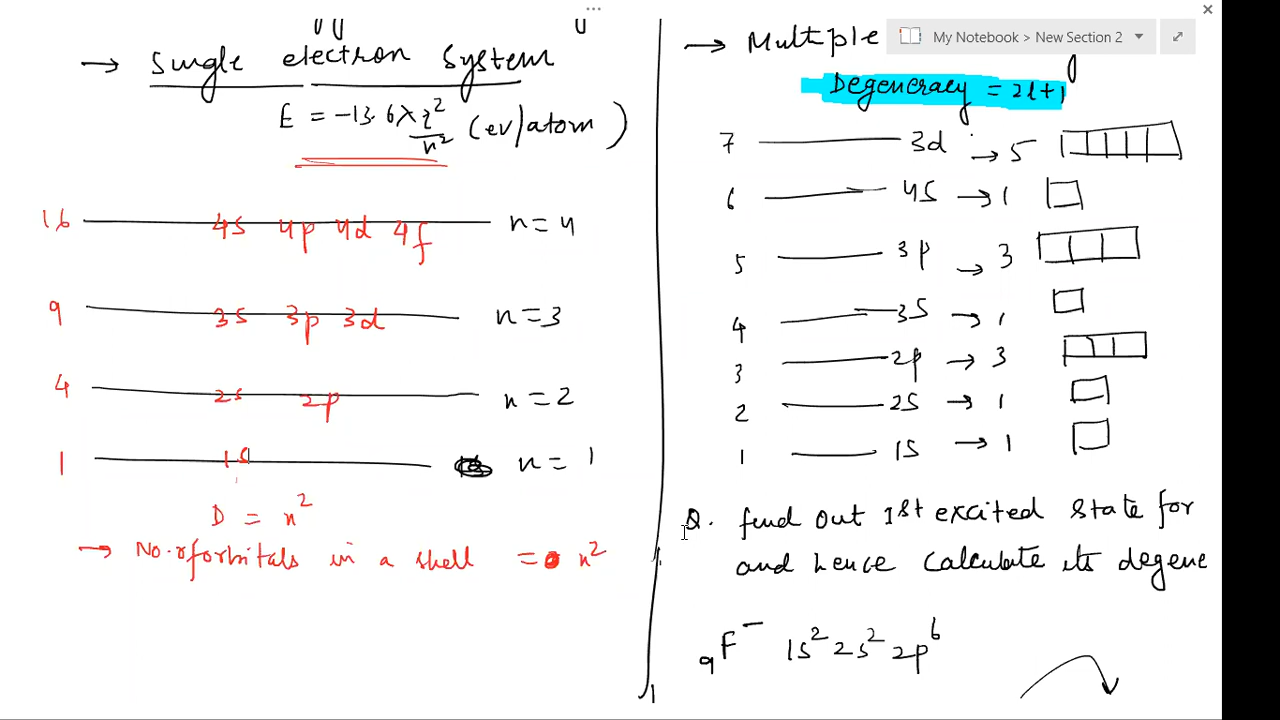 → Single electron System
E = -13.6 x z²/n² (ev/atom)
16 4s 4p 4d 4f n=4
9 3s 3p 3d n=3
4 2s 2p n=2
1 1s n=1
D = n²
→ No. of orbitals in a shell = n²
→ Multiple
My Notebook > New Section 2
Degeneracy = 2l+1
7 3d → 5
6 4s → 1
5 3p → 3
4 3s → 1
3 2p → 3
2 2s → 1
1 1s → 1
Q. find out 1st excited state for
and hence calculate its degene
₉F⁻ 1s² 2s² 2p⁶